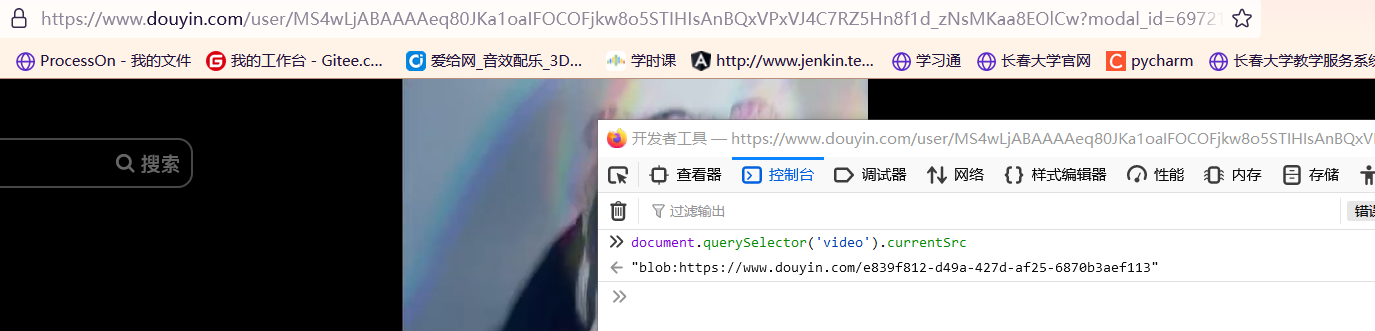 https://www.douyin.com/user/MS4wLjABAAAAeq80JKa1oaIFOCOFjkw8o5STIHIsAnBQxVPxVJ4C7RZ5Hn8f1d_zNsMKaa8EOlCw?modal_id=69721
ProcessOn - 我的文件 我的工作台 - Gitee.c... 爱给网_音效配乐_3D... 学时课 http://www.jenkin.te... 学习通 长春大学官网 pycharm 长春大学教学服务系统
搜索
开发者工具 — https://www.douyin.com/user/MS4wLjABAAAAeq80JKa1oaIFOCOFjkw8o5STIHIsAnBQxV
查看器 控制台 调试器 网络 样式编辑器 性能 内存 存储
过滤输出 错误
document.querySelector('video').currentSrc
"blob:https://www.douyin.com/e839f812-d49a-427d-af25-6870b3aef113"